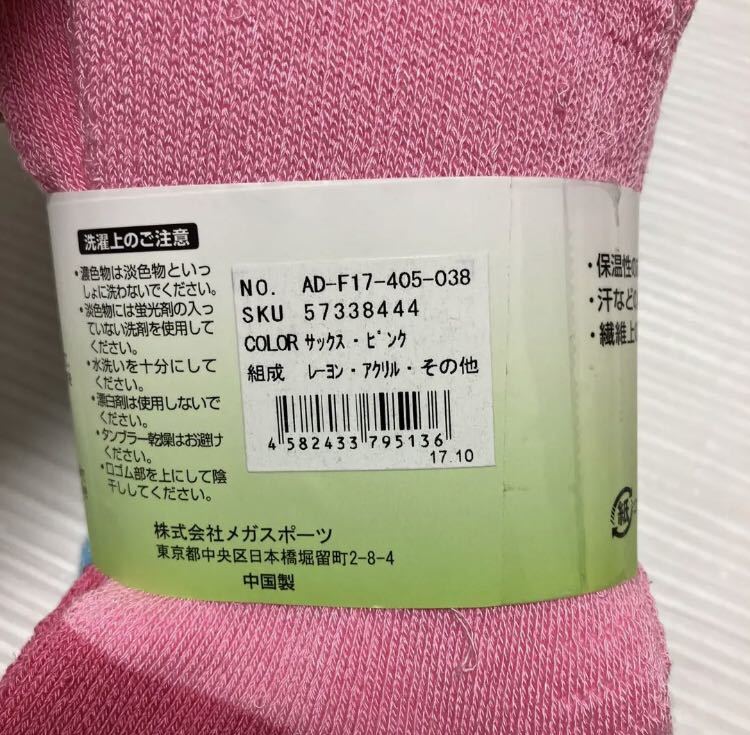 洗濯上のご注意
・濃色物は淡色物といっ
しょに洗わないでください。
・淡色物には蛍光剤の入っ
ていない洗剤を使用して
ください。
・水洗いを十分にして
ください。
・漂白剤は使用しないで
ください。
・タンブラー乾燥はお避け
ください。
・口ゴム部を上にして陰
干ししてください。
NO. AD-F17-405-038
SKU 57338444
COLOR サックス・ピンク
組成 レーヨン・アクリル・その他
4 582433 795136
17.10
株式会社メガスポーツ
東京都中央区日本橋堀留町2-8-4
中国製
・保温性の
・汗などの
・繊維上
紙